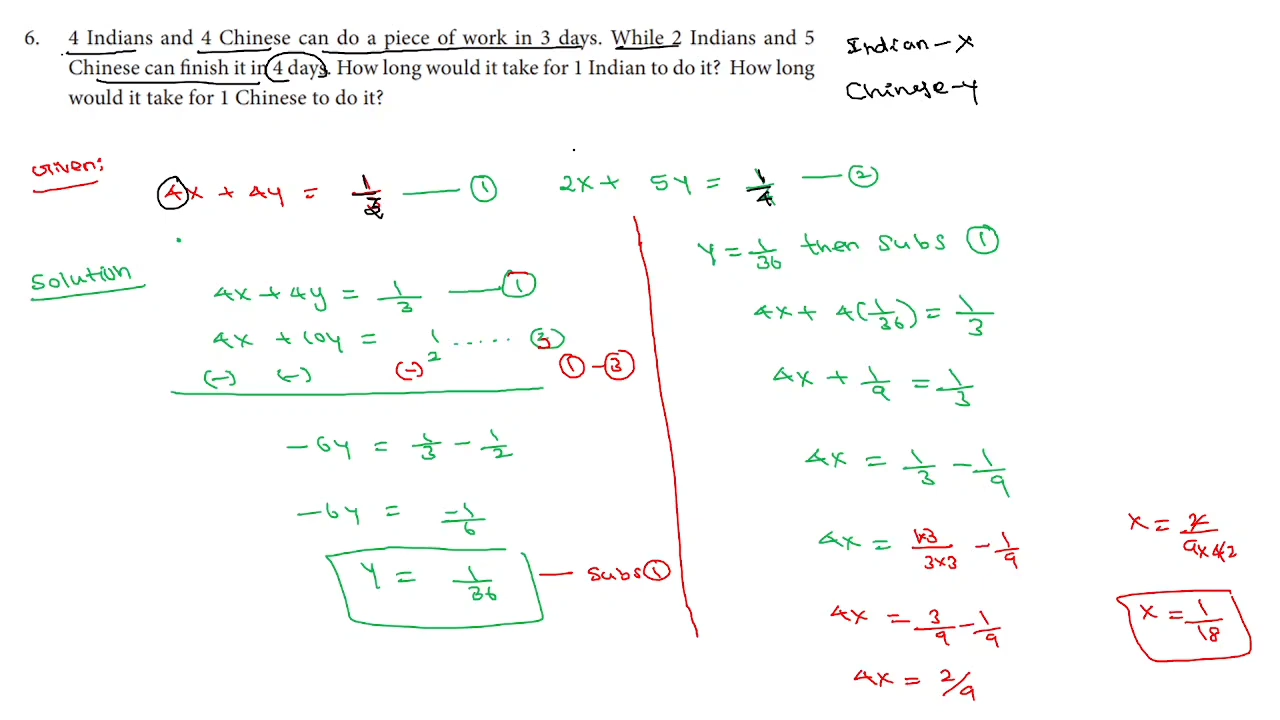 6. 4 Indians and 4 Chinese can do a piece of work in 3 days. While 2 Indians and 5
Chinese can finish it in 4 days. How long would it take for 1 Indian to do it? How long
would it take for 1 Chinese to do it?
Indian - x
Chinese - y
Given:
4x + 4y = 1/3 — ①
2x + 5y = 1/4 — ②
Solution
4x + 4y = 1/3 — ①
4x + 10y = 1/2 ..... ③
(-) (-) (-) ① - ③
-6y = 1/3 - 1/2
-6y = -1/6
y = 1/36 — subs ①
y = 1/36 then subs ①
4x + 4(1/36) = 1/3
4x + 1/9 = 1/3
4x = 1/3 - 1/9
4x = 1×3/3×3 - 1/9
4x = 3/9 - 1/9
4x = 2/9
x = 2/9×4 2
x = 1/18